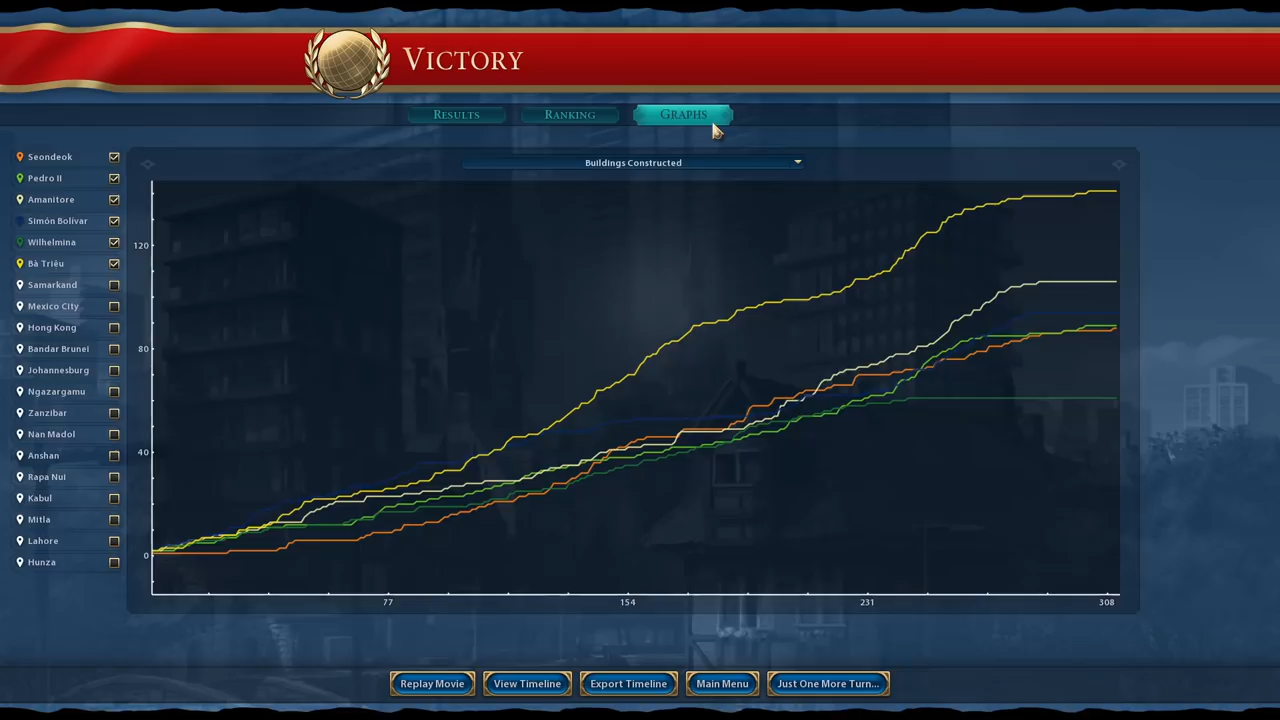 VICTORY
RESULTS
RANKING
GRAPHS
Seondeok
Pedro II
Amanitore
Simón Bolívar
Wilhelmina
Bà Triệu
Samarkand
Mexico City
Hong Kong
Bandar Brunei
Johannesburg
Ngazargamu
Zanzibar
Nan Madol
Anshan
Rapa Nui
Kabul
Mitla
Lahore
Hunza
Buildings Constructed
120
80
40
0
77
154
231
308
Replay Movie
View Timeline
Export Timeline
Main Menu
Just One More Turn...